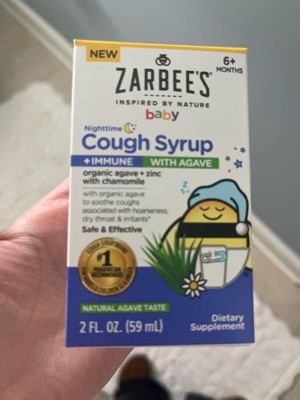 NEW
6+
MONTHS
ZARBEE'S®
INSPIRED BY NATURE
baby
Nighttime
Cough Syrup
+IMMUNE WITH AGAVE
organic agave + zinc
with chamomile
with organic agave
to soothe coughs
associated with hoarseness,
dry throat & irritants*
Safe & Effective
#1
PEDIATRICIAN
RECOMMENDED
NATURAL AGAVE TASTE
2 FL. OZ. (59 mL)
Dietary
Supplement